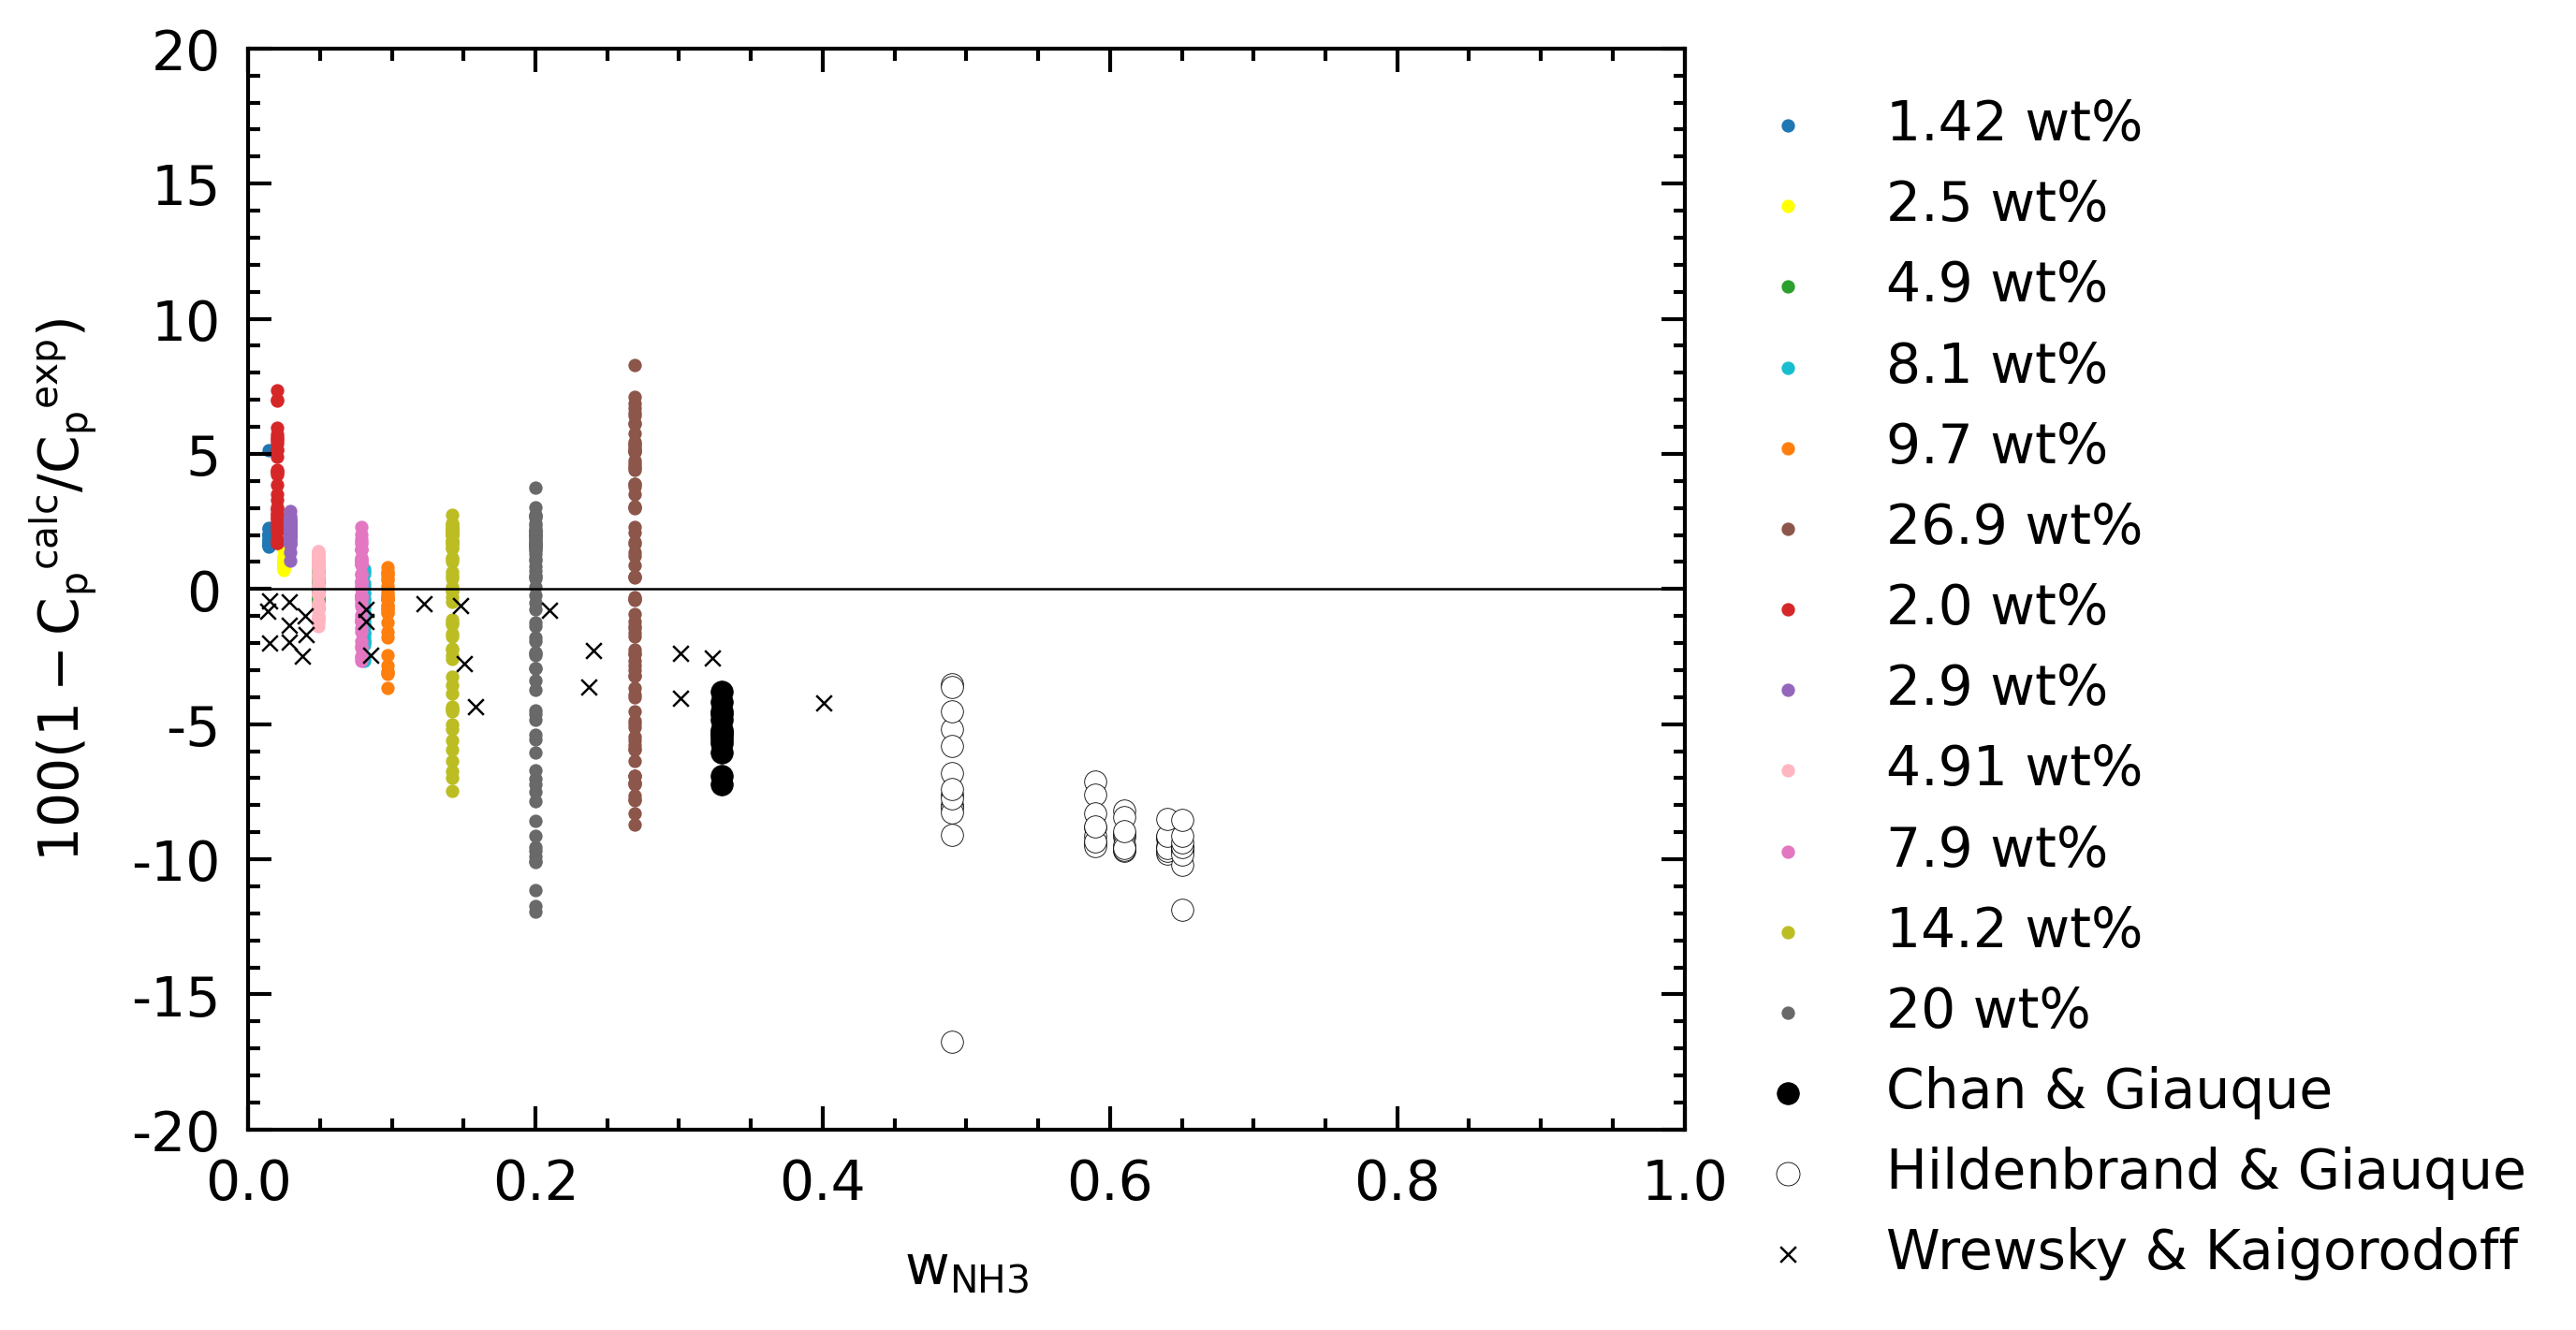 20
15
10
5
0
-5
-10
-15
-20
100(1 − Cp^calc/Cp^exp)
0.0 0.2 0.4 0.6 0.8 1.0
wNH3
1.42 wt%
2.5 wt%
4.9 wt%
8.1 wt%
9.7 wt%
26.9 wt%
2.0 wt%
2.9 wt%
4.91 wt%
7.9 wt%
14.2 wt%
20 wt%
Chan & Giauque
Hildenbrand & Giauque
Wrewsky & Kaigorodoff